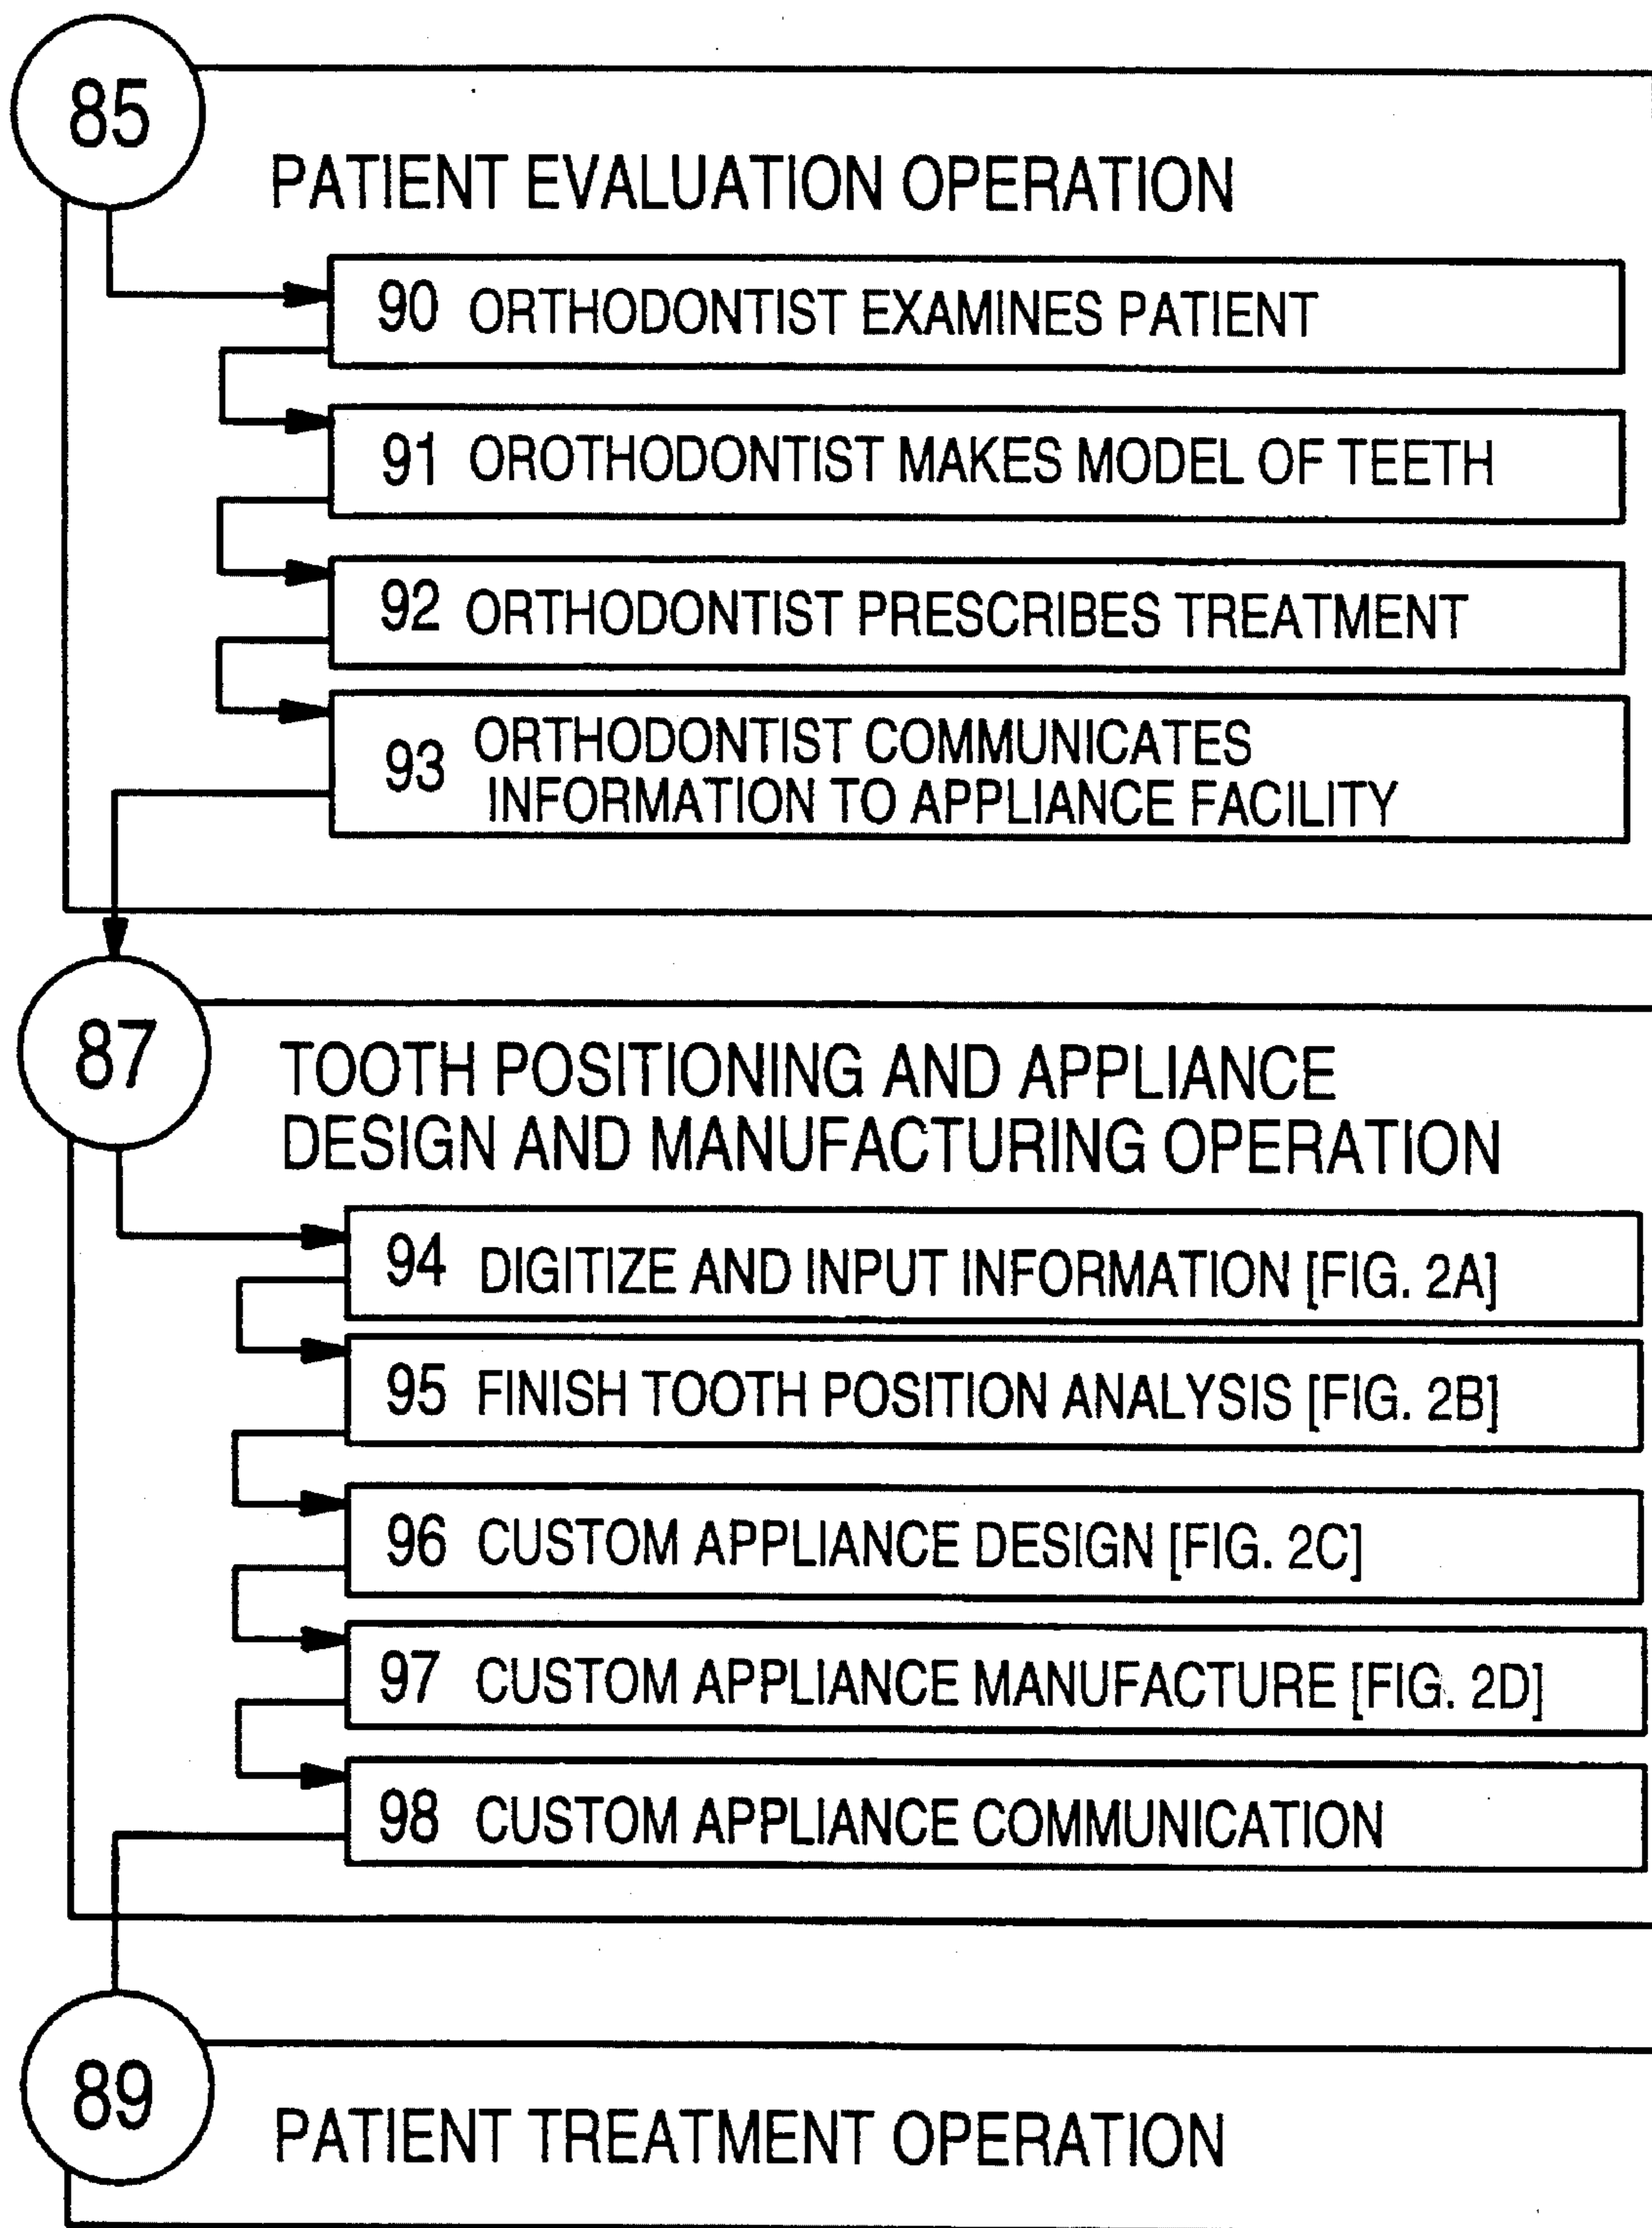 85
PATIENT EVALUATION OPERATION
90 ORTHODONTIST EXAMINES PATIENT
91 OROTHODONTIST MAKES MODEL OF TEETH
92 ORTHODONTIST PRESCRIBES TREATMENT
93 ORTHODONTIST COMMUNICATES
INFORMATION TO APPLIANCE FACILITY
87
TOOTH POSITIONING AND APPLIANCE
DESIGN AND MANUFACTURING OPERATION
94 DIGITIZE AND INPUT INFORMATION [FIG. 2A]
95 FINISH TOOTH POSITION ANALYSIS [FIG. 2B]
96 CUSTOM APPLIANCE DESIGN [FIG. 2C]
97 CUSTOM APPLIANCE MANUFACTURE [FIG. 2D]
98 CUSTOM APPLIANCE COMMUNICATION
89
PATIENT TREATMENT OPERATION